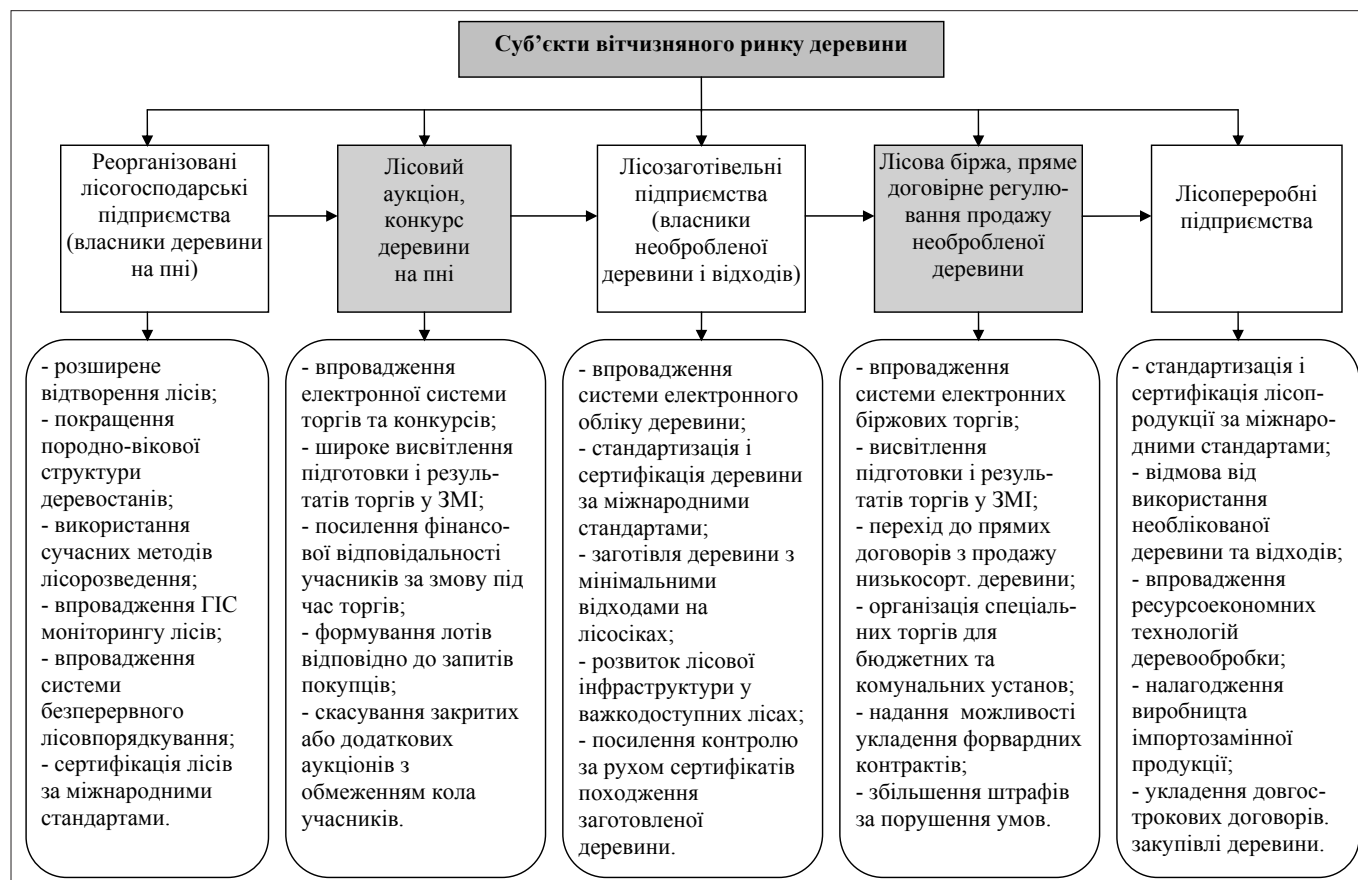 Суб’єкти вітчизняного ринку деревини
Реорганізовані
лісогосподарські
підприємства
(власники деревини
на пні)
Лісовий
аукціон,
конкурс
деревини
на пні
Лісозаготівельні
підприємства
(власники
необробленої
деревини і відходів)
Лісова біржа, пряме
договірне регулю-
вання продажу
необробленої
деревини
Лісопереробні
підприємства
- розширене
відтворення лісів;
- покращення
породно-вікової
структури
деревостанів;
- використання
сучасних методів
лісорозведення;
- впровадження ГІС
моніторингу лісів;
- впровадження
системи
безперервного
лісовпорядкування;
- сертифікація лісів
за міжнародними
стандартами.
- впровадження
електронної системи
торгів та конкурсів;
- широке висвітлення
підготовки і резуль-
татів торгів у ЗМІ;
- посилення фінансо-
вої відповідальності
учасників за змову під
час торгів;
- формування лотів
відповідно до запитів
покупців;
- скасування закритих
або додаткових
аукціонів з
обмеженням кола
учасників.
- впровадження
системи електронного
обліку деревини;
- стандартизація і
сертифікація деревини
за міжнародними
стандартами;
- заготівля деревини з
мінімальними
відходами на
лісосіках;
- розвиток лісової
інфраструктури у
важкодоступних лісах;
- посилення контролю
за рухом сертифікатів
походження
заготовленої
деревини.
- впровадження
системи електронних
біржових торгів;
- висвітлення
підготовки і резуль-
татів торгів у ЗМІ;
- перехід до прямих
договорів з продажу
низькосорт. деревини;
- організація спеціаль-
них торгів для
бюджетних та
комунальних установ;
- надання можливості
укладення форвардних
контрактів;
- збільшення штрафів
за порушення умов.
- стандартизація і
сертифікація лісоп-
родукції за міжнаро-
дними стандартами;
- відмова від
використання
необлікованої
деревини та відходів;
- впровадження
ресурсоекономних
технологій
деревообробки;
- налагодження
виробницта
імпортозамінної
продукції;
- укладення довгос-
трокових договорів.
закупівлі деревини.